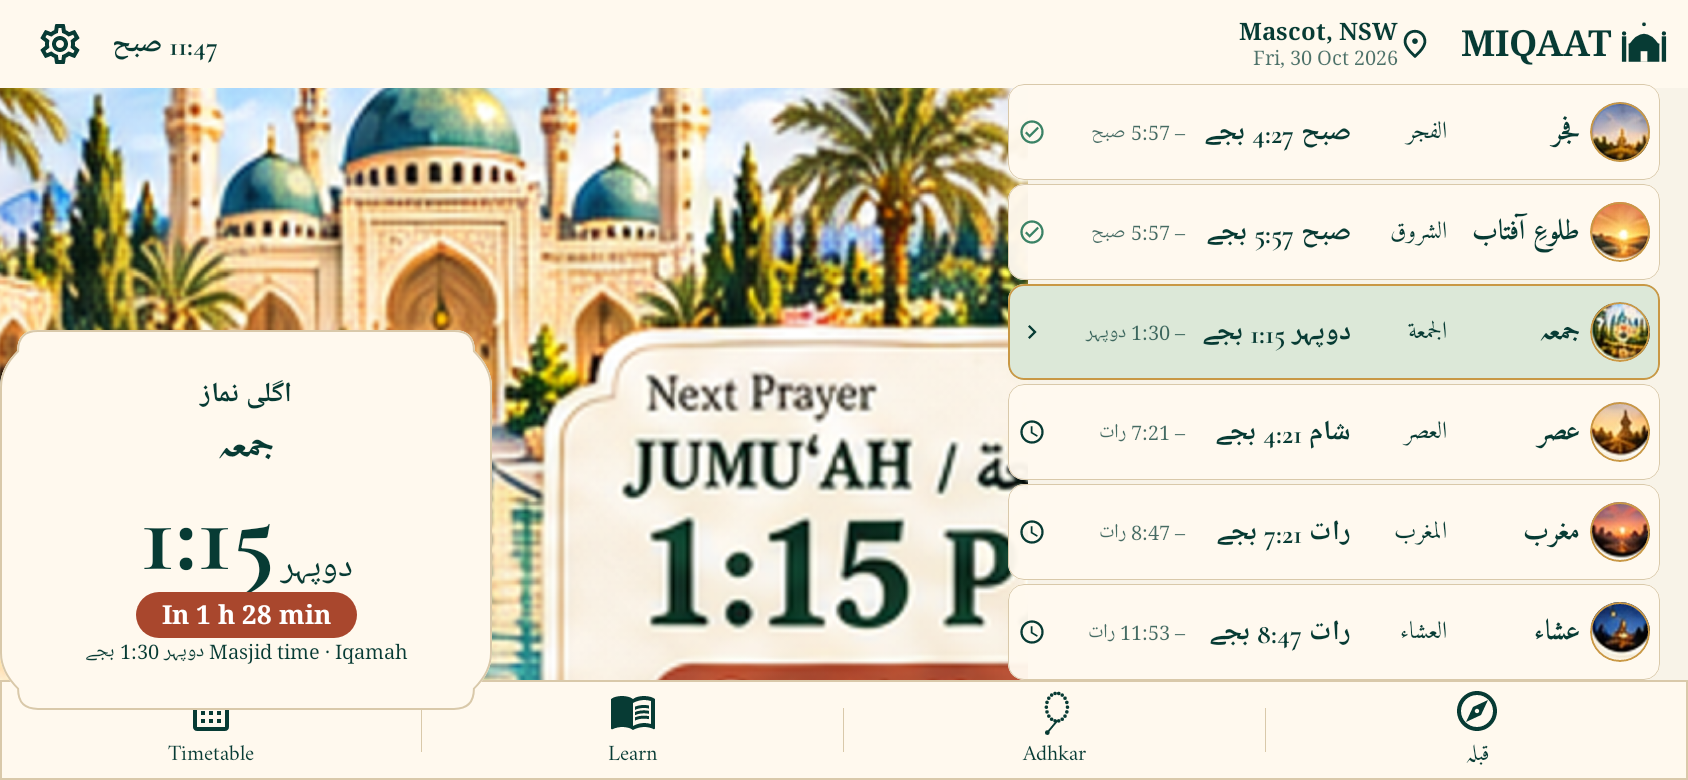 MIQAAT
Mascot, NSW
Fri, 30 Oct 2026
11:47 صبح
فجر الفجر صبح 4:27 بجے – 5:57 صبح
طلوع آفتاب الشروق صبح 5:57 بجے – 5:57 صبح
جمعہ الجمعة دوپہر 1:15 بجے – 1:30 دوپہر
عصر العصر شام 4:21 بجے – 7:21 رات
مغرب المغرب رات 7:21 بجے – 8:47 رات
عشاء العشاء رات 8:47 بجے – 11:53 رات
Next Prayer
JUMU‘AH /
1:15 P
اگلی نماز
جمعہ
1:15 دوپہر
In 1 h 28 min
Masjid time · Iqamah دوپہر 1:30 بجے
Timetable
Learn
Adhkar
قبلہ